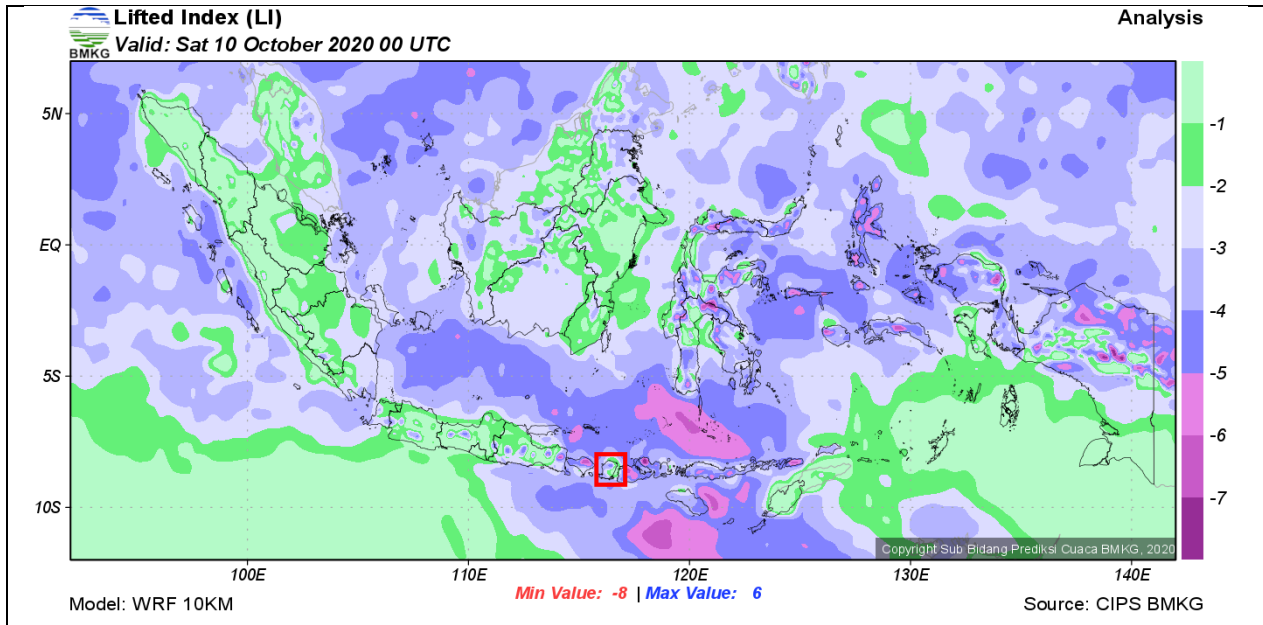 Lifted Index (LI)
Analysis
BMKG
Valid: Sat 10 October 2020 00 UTC
5N
EQ
5S
10S
-1
-2
-3
-4
-5
-6
-7
Copyright Sub Bidang Prediksi Cuaca BMKG, 2020
100E
110E
120E
130E
140E
Min Value: -8 | Max Value: 6
Model: WRF 10KM
Source: CIPS BMKG